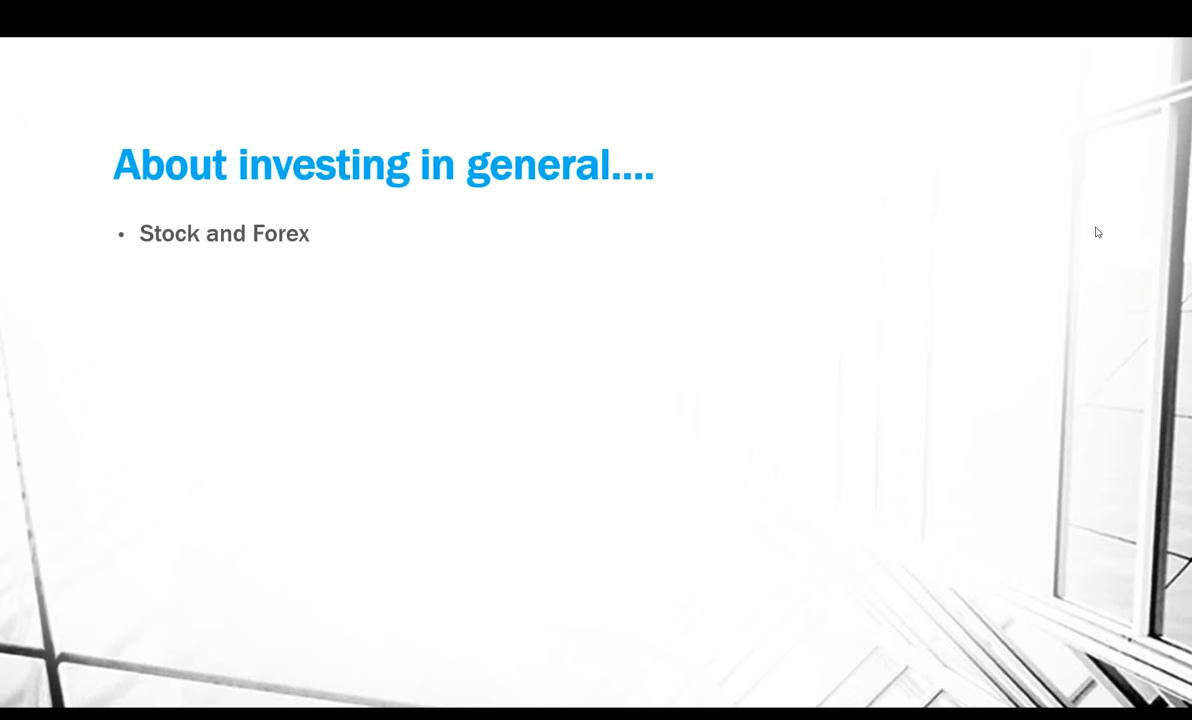 About investing in general....
• Stock and Forex